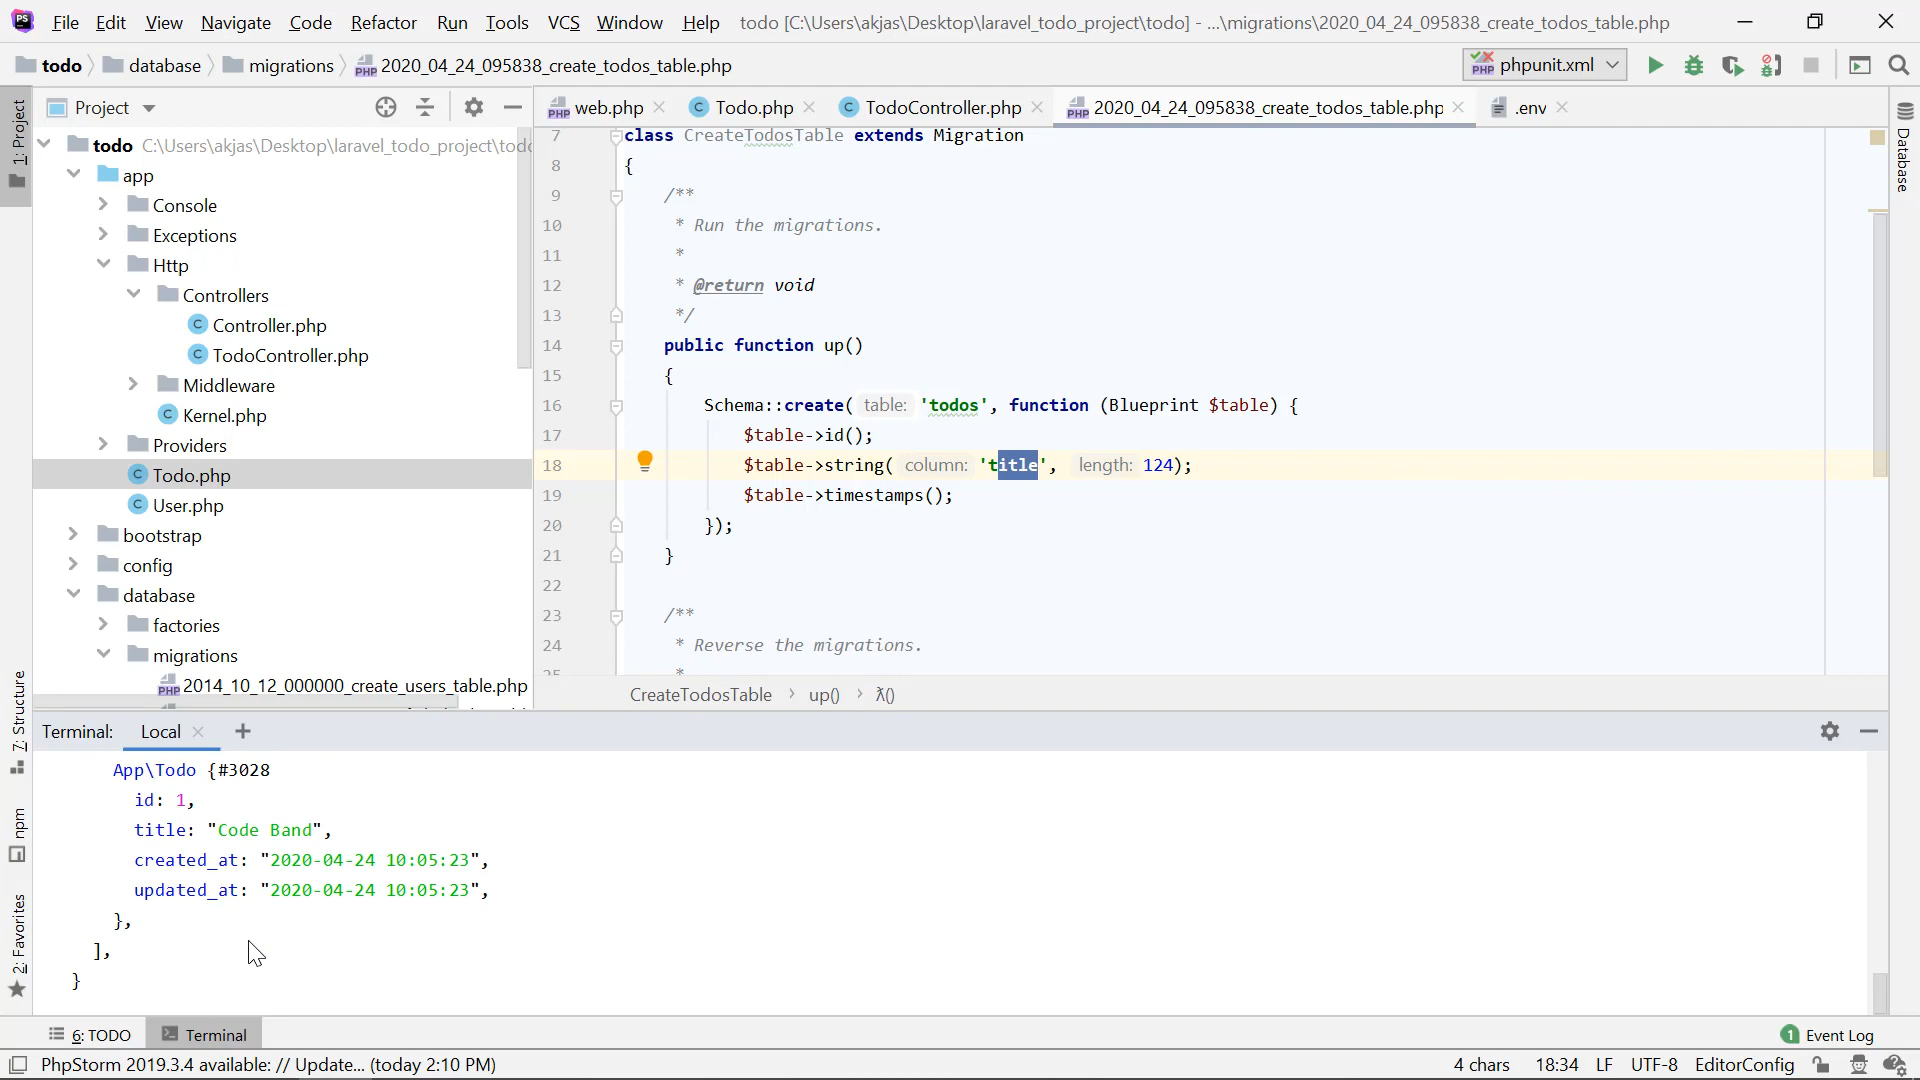 File Edit View Navigate Code Refactor Run Tools VCS Window Help todo [C:\Users\akjas\Desktop\laravel_todo_project\todo] - ...\migrations\2020_04_24_095838_create_todos_table.php
todo database migrations 2020_04_24_095838_create_todos_table.php phpunit.xml
Project
web.php Todo.php TodoController.php 2020_04_24_095838_create_todos_table.php .env
1: Project
7: Structure
npm
2: Favorites
Database
todo C:\Users\akjas\Desktop\laravel_todo_project\todo
app
Console
Exceptions
Http
Controllers
Controller.php
TodoController.php
Middleware
Kernel.php
Providers
Todo.php
User.php
bootstrap
config
database
factories
migrations
2014_10_12_000000_create_users_table.php
7 class CreateTodosTable extends Migration
8 {
9 /**
10 * Run the migrations.
11 *
12 * @return void
13 */
14 public function up()
15 {
16 Schema::create( table: 'todos', function (Blueprint $table) {
17 $table->id();
18 $table->string( column: 'title', length: 124);
19 $table->timestamps();
20 });
21 }
22
23 /**
24 * Reverse the migrations.
25 *
CreateTodosTable › up() › λ()
Terminal: Local
App\Todo {#3028
id: 1,
title: "Code Band",
created_at: "2020-04-24 10:05:23",
updated_at: "2020-04-24 10:05:23",
},
],
}
6: TODO Terminal 1 Event Log
PhpStorm 2019.3.4 available: // Update... (today 2:10 PM) 4 chars 18:34 LF UTF-8 EditorConfig